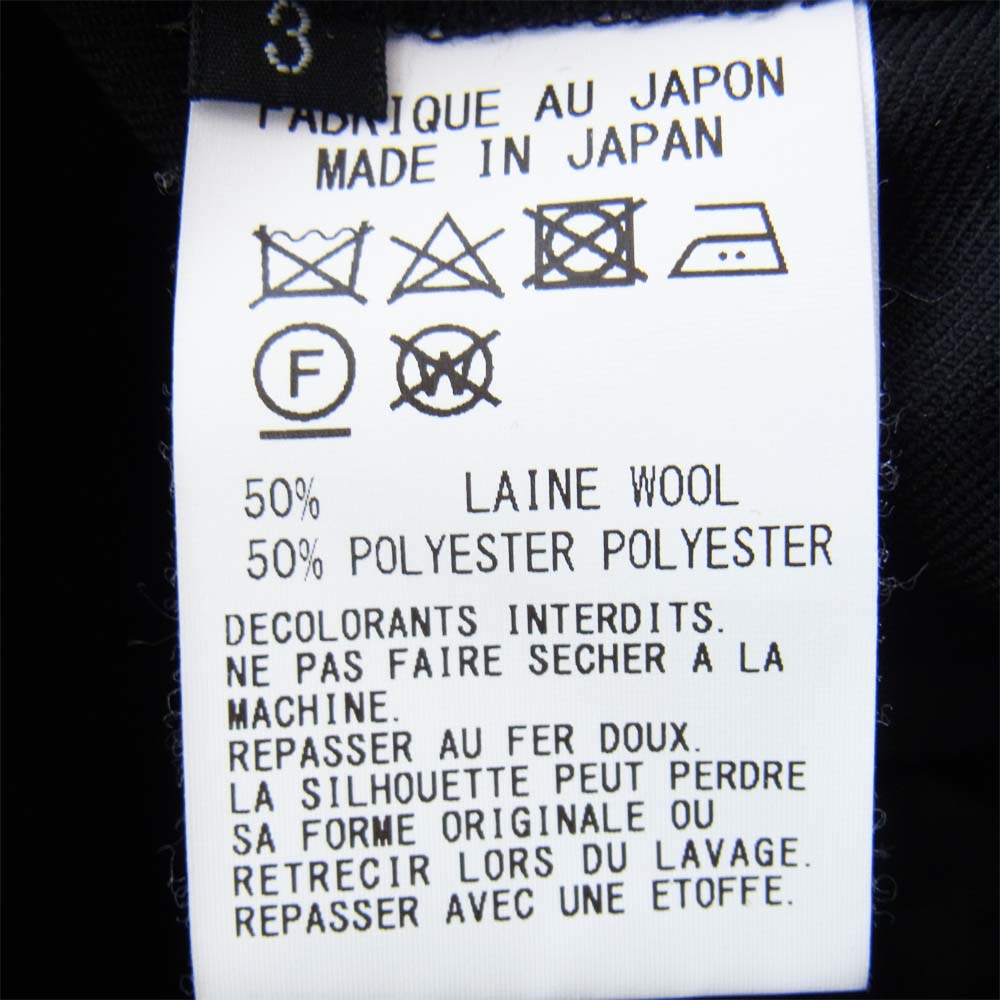 3
FABRIQUE AU JAPON
MADE IN JAPAN
F
W
50% LAINE WOOL
50% POLYESTER POLYESTER
DECOLORANTS INTERDITS.
NE PAS FAIRE SECHER A LA
MACHINE.
REPASSER AU FER DOUX.
LA SILHOUETTE PEUT PERDRE
SA FORME ORIGINALE OU
RETRECIR LORS DU LAVAGE.
REPASSER AVEC UNE ETOFFE.